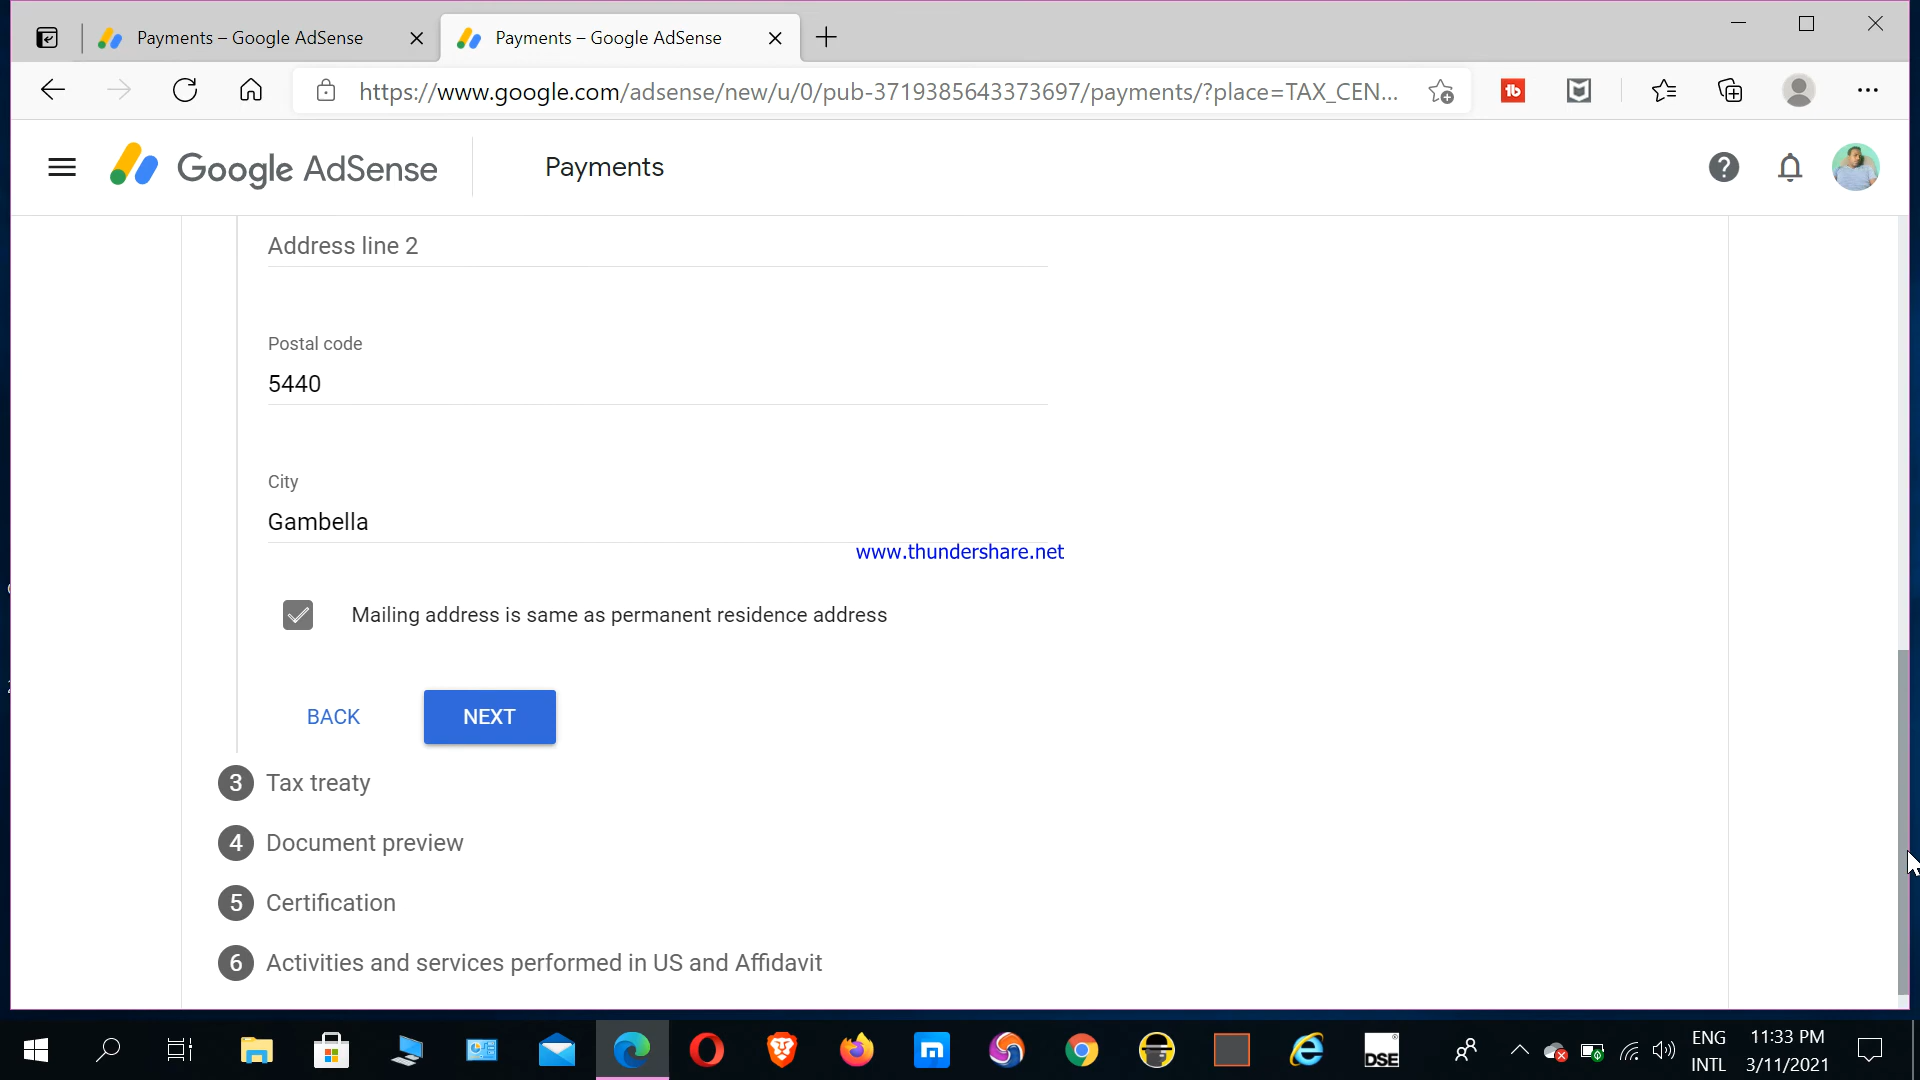 Payments – Google AdSense
Payments – Google AdSense
https://www.google.com/adsense/new/u/0/pub-3719385643373697/payments/?place=TAX_CEN...
Google AdSense
Payments
Address line 2
Postal code
5440
City
Gambella
www.thundershare.net
Mailing address is same as permanent residence address
BACK
NEXT
3 Tax treaty
4 Document preview
5 Certification
6 Activities and services performed in US and Affidavit
DSE
ENG
INTL
11:33 PM
3/11/2021